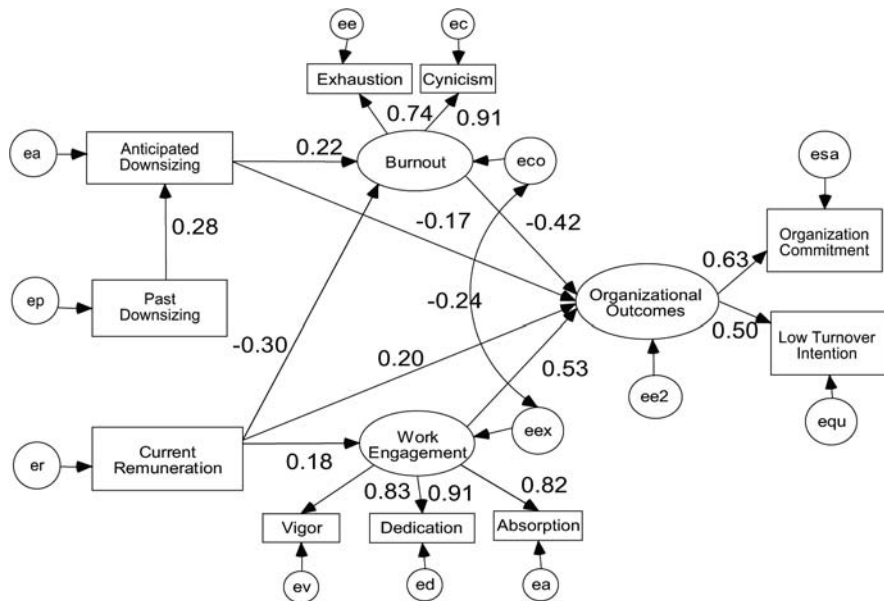 ee
ec
Exhaustion
Cynicism
0.74
0.91
ea
Anticipated
Downsizing
0.22
Burnout
eco
esa
-0.17
-0.42
0.28
Organization
Commitment
0.63
ep
Past
Downsizing
-0.24
Organizational
Outcomes
0.50
Low Turnover
Intention
-0.30
0.20
0.53
ee2
equ
er
Current
Remuneration
0.18
Work
Engagement
eex
0.83
0.91
0.82
Vigor
Dedication
Absorption
ev
ed
ea